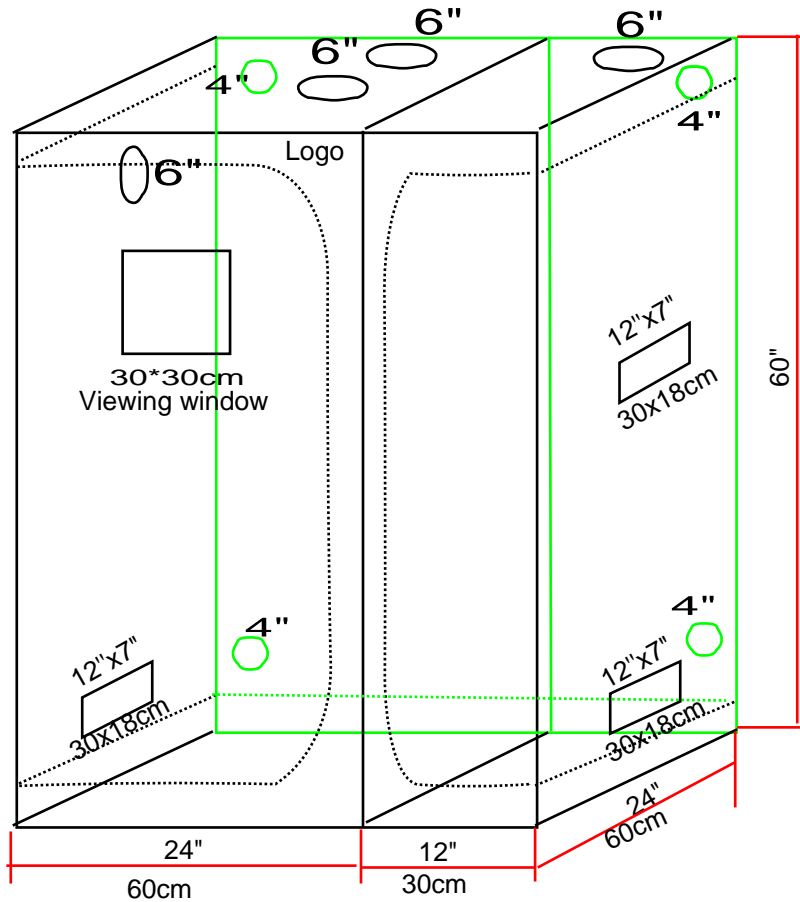 6"
6"
6"
4"
4"
Logo
6"
12"x7"
30x18cm
30*30cm
Viewing window
60"
4"
4"
12"x7"
30x18cm
12"x7"
30x18cm
24"
60cm
24"
60cm
12"
30cm